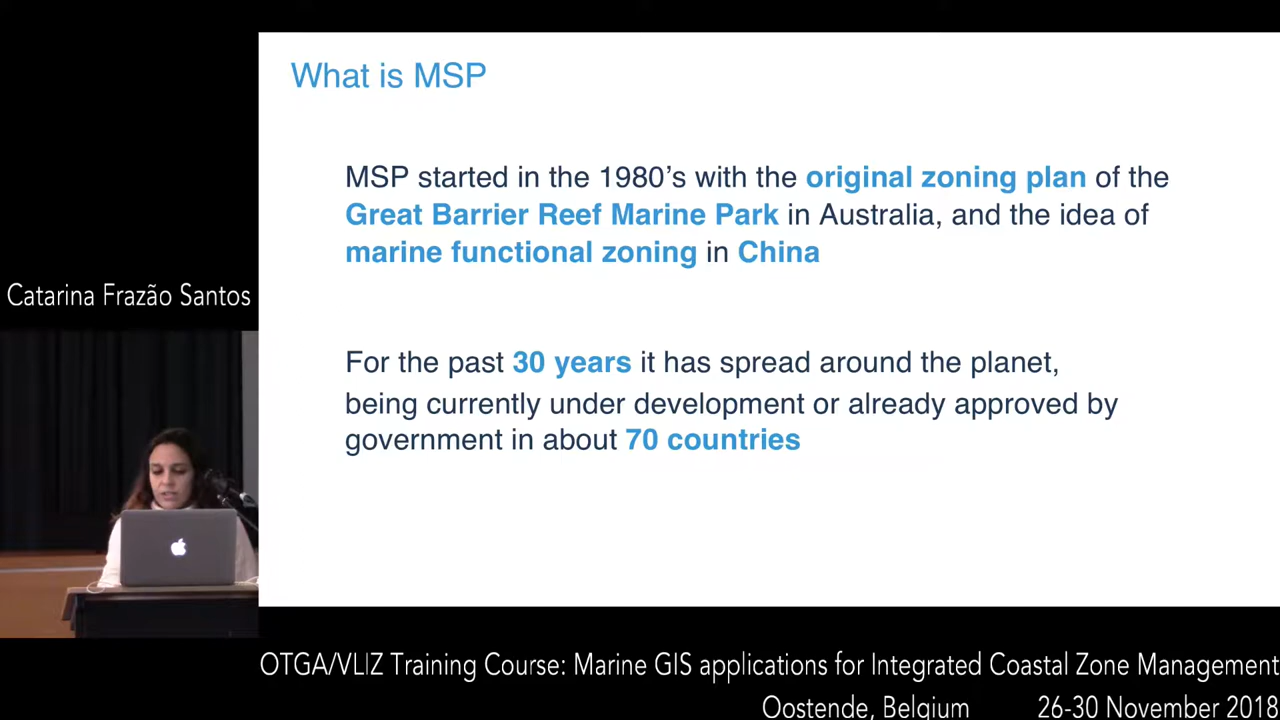 What is MSP
MSP started in the 1980's with the original zoning plan of the
Great Barrier Reef Marine Park in Australia, and the idea of
marine functional zoning in China
Catarina Frazão Santos
For the past 30 years it has spread around the planet,
being currently under development or already approved by
government in about 70 countries
OTGA/VLIZ Training Course: Marine GIS applications for Integrated Coastal Zone Management
Oostende, Belgium 26-30 November 2018